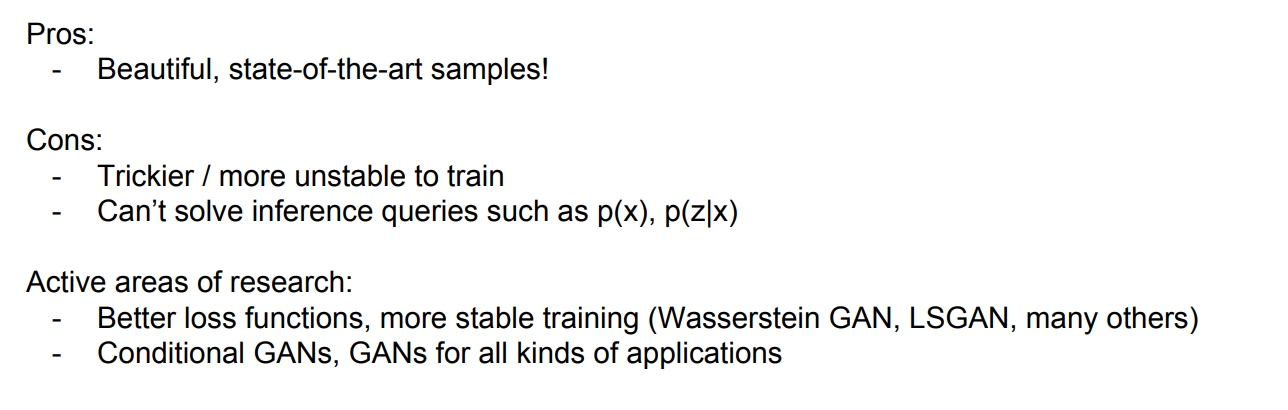 Pros:
- Beautiful, state-of-the-art samples!
Cons:
- Trickier / more unstable to train
- Can’t solve inference queries such as p(x), p(z|x)
Active areas of research:
- Better loss functions, more stable training (Wasserstein GAN, LSGAN, many others)
- Conditional GANs, GANs for all kinds of applications